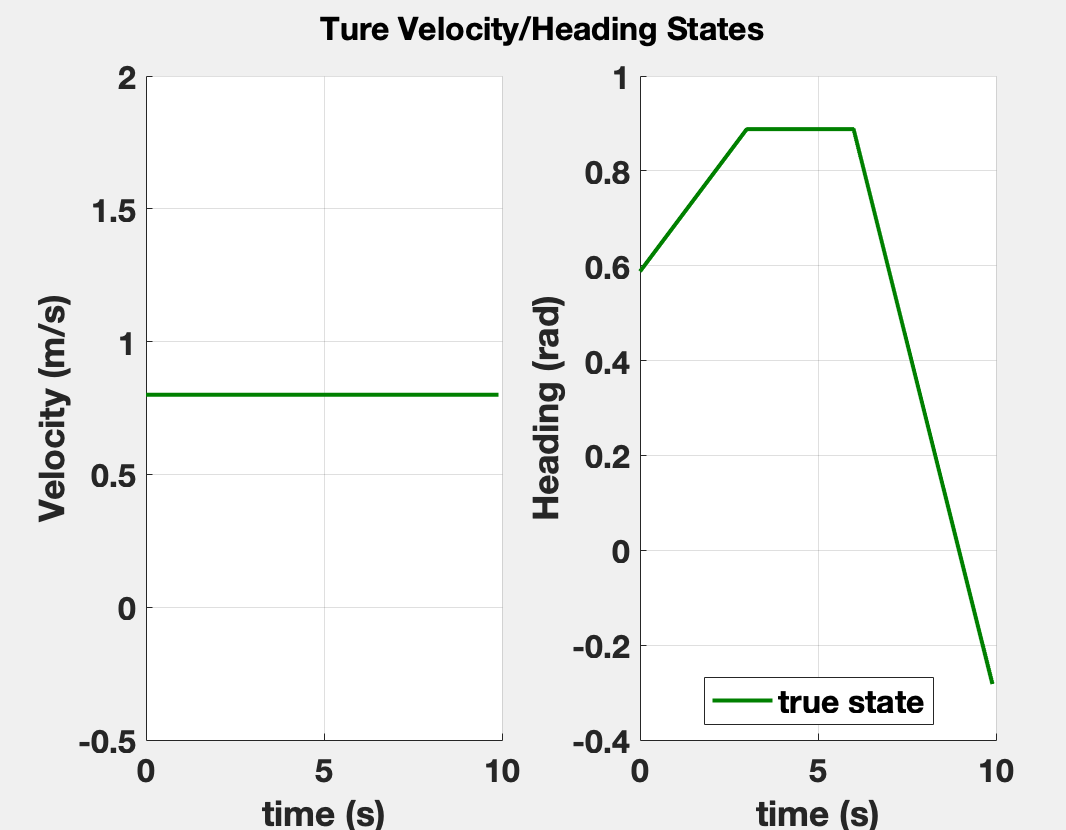 Ture Velocity/Heading States
Velocity (m/s)
2
1.5
1
0.5
0
-0.5
0 5 10
time (s)
Heading (rad)
1
0.8
0.6
0.4
0.2
0
-0.2
-0.4
true state
0 5 10
time (s)